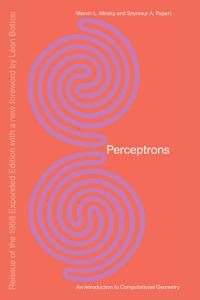 Marvin L. Minsky and Seymour A. Papert
Perceptrons
Reissue of the 1988 Expanded Edition with a new foreword by Léon Bottou
An Introduction to Computational Geometry